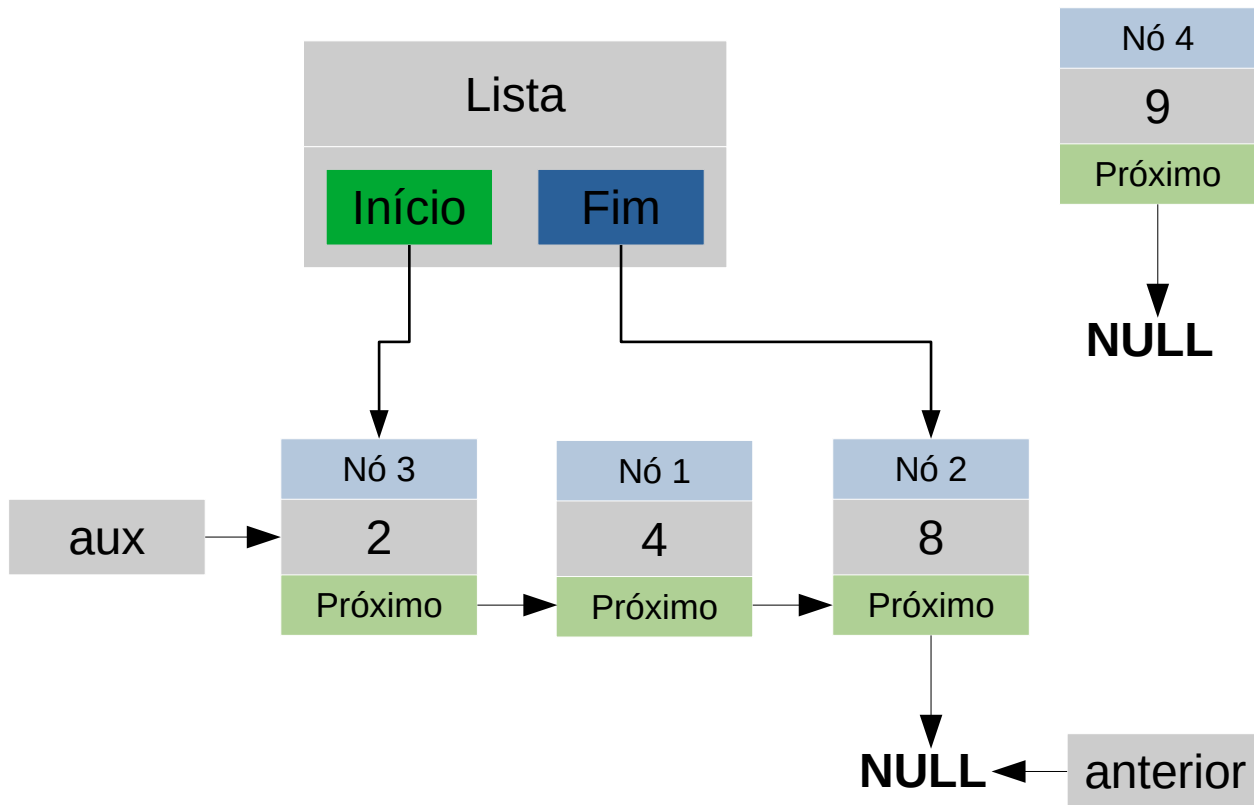 Nó 4
9
Próximo
NULL
Lista
Início
Fim
aux
Nó 3
2
Próximo
Nó 1
4
Próximo
Nó 2
8
Próximo
NULL
anterior